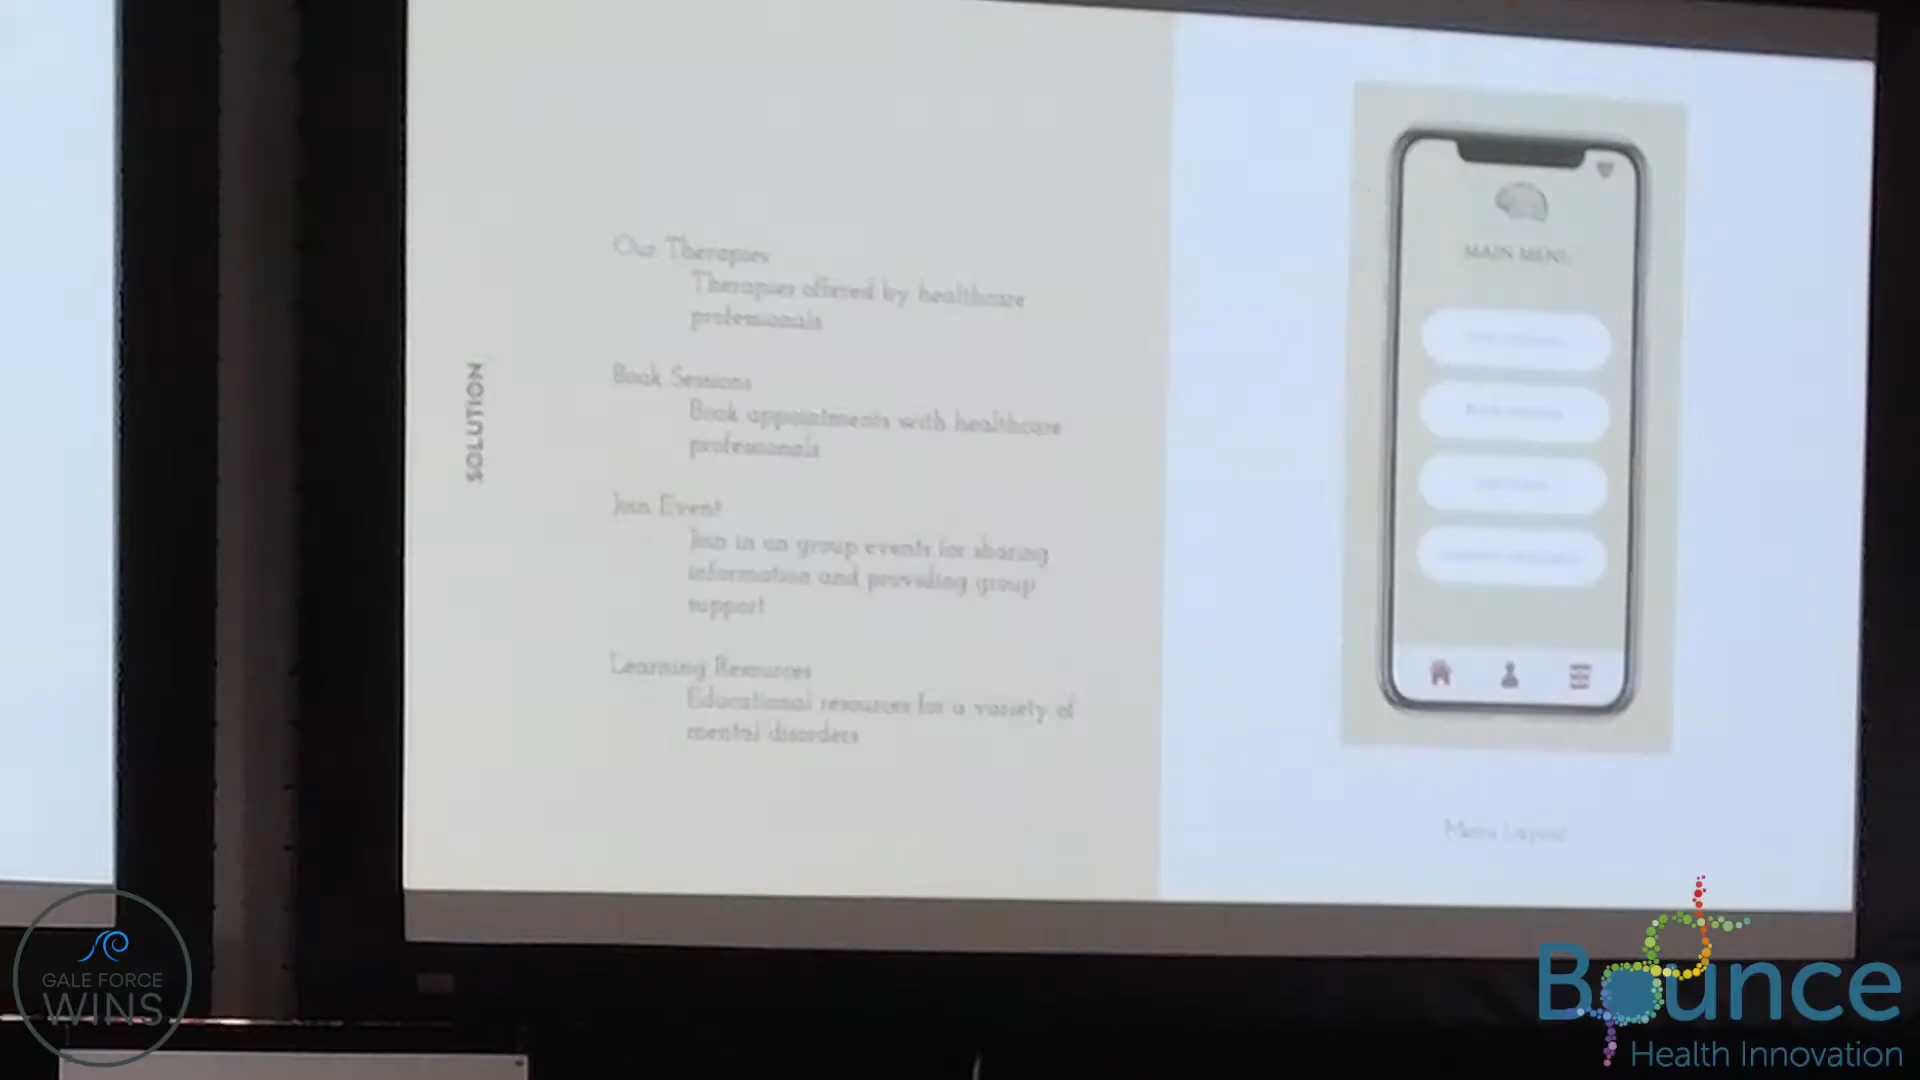 SOLUTION
Our Therapies
Therapies offered by healthcare
professionals
Book Sessions
Book appointments with healthcare
professionals
Join Event
Join in on group events for sharing
information and providing group
support
Learning Resources
Educational resources for a variety of
mental disorders
MAIN MENU
Menu Layout
GALE FORCE
WINS
Bounce
Health Innovation